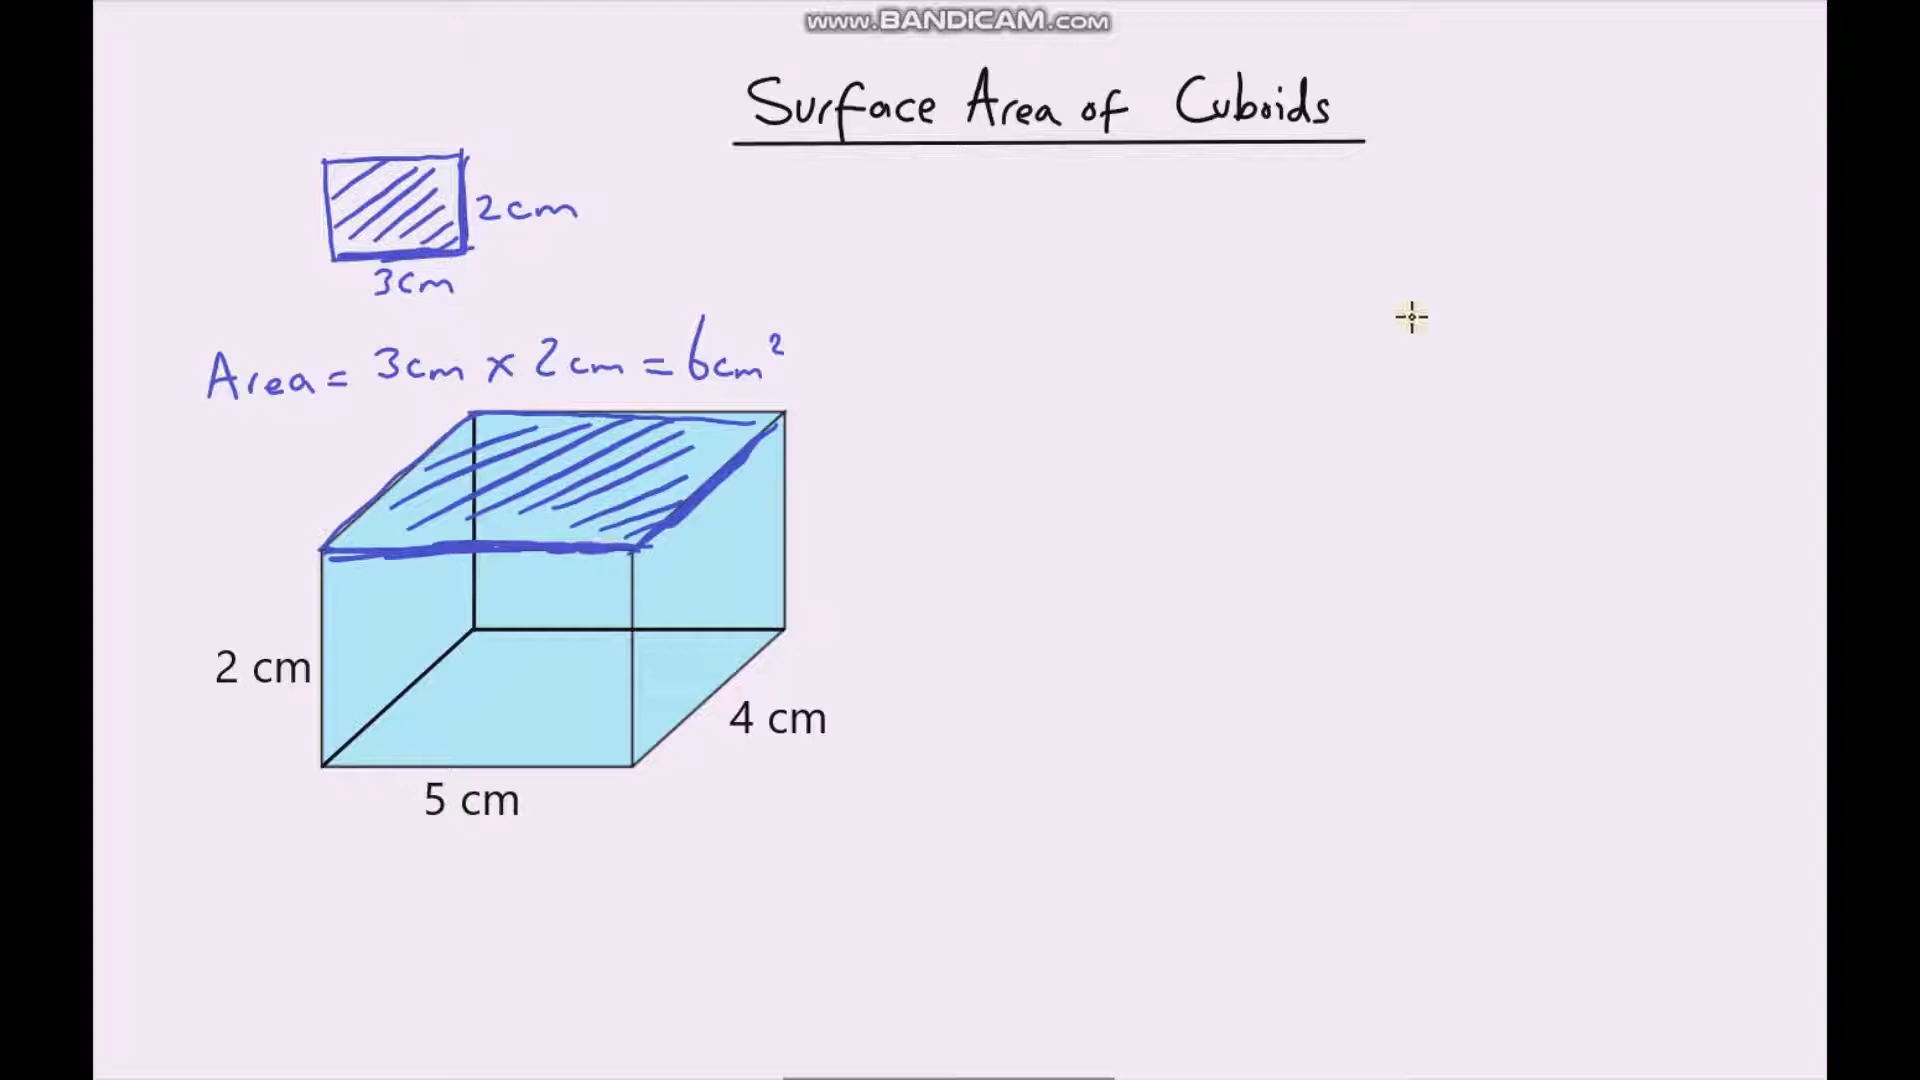 www.BANDICAM.com
Surface Area of Cuboids
2cm
3cm
Area = 3cm × 2cm = 6cm²
2 cm
4 cm
5 cm